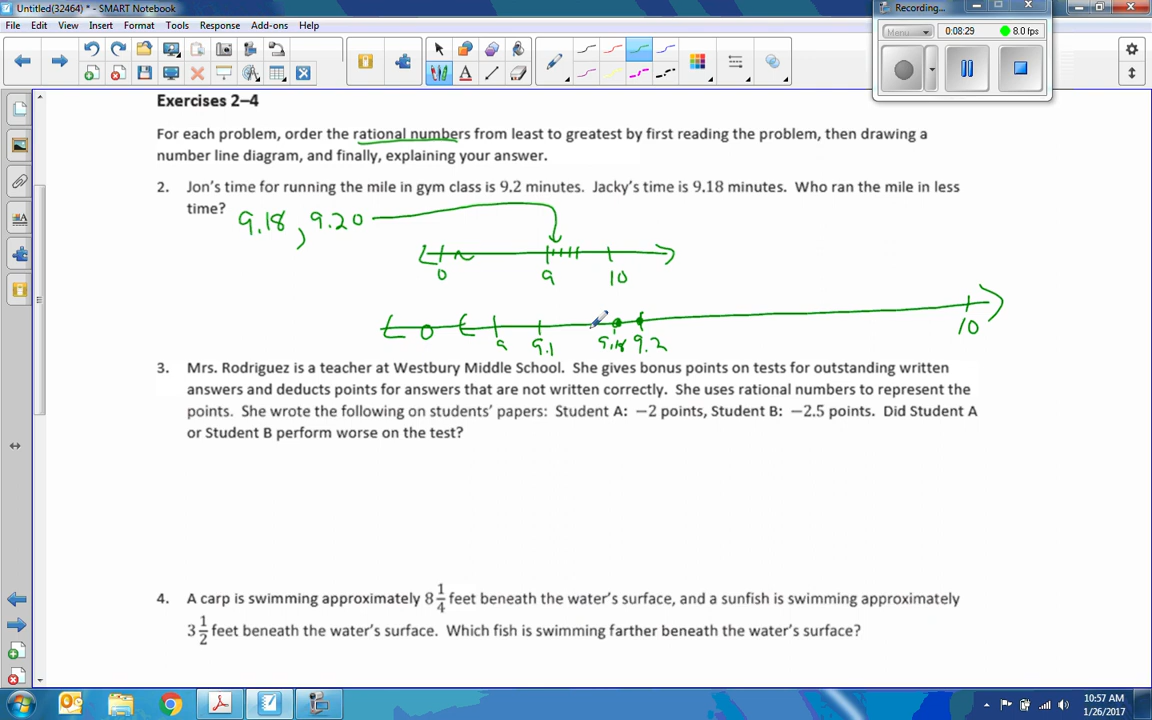 Untitled(32464) * - SMART Notebook
File Edit View Insert Format Tools Response Add-ons Help
Recording...
Menu 0:08:29 8.0 fps
Exercises 2–4
For each problem, order the rational numbers from least to greatest by first reading the problem, then drawing a
number line diagram, and finally, explaining your answer.
2. Jon's time for running the mile in gym class is 9.2 minutes. Jacky's time is 9.18 minutes. Who ran the mile in less
time?
9.18, 9.20
0 9 10
0 9 9.1 9.18 9.2 10
3. Mrs. Rodriguez is a teacher at Westbury Middle School. She gives bonus points on tests for outstanding written
answers and deducts points for answers that are not written correctly. She uses rational numbers to represent the
points. She wrote the following on students' papers: Student A: −2 points, Student B: −2.5 points. Did Student A
or Student B perform worse on the test?
4. A carp is swimming approximately 8 1/4 feet beneath the water's surface, and a sunfish is swimming approximately
3 1/2 feet beneath the water's surface. Which fish is swimming farther beneath the water's surface?
10:57 AM
1/26/2017